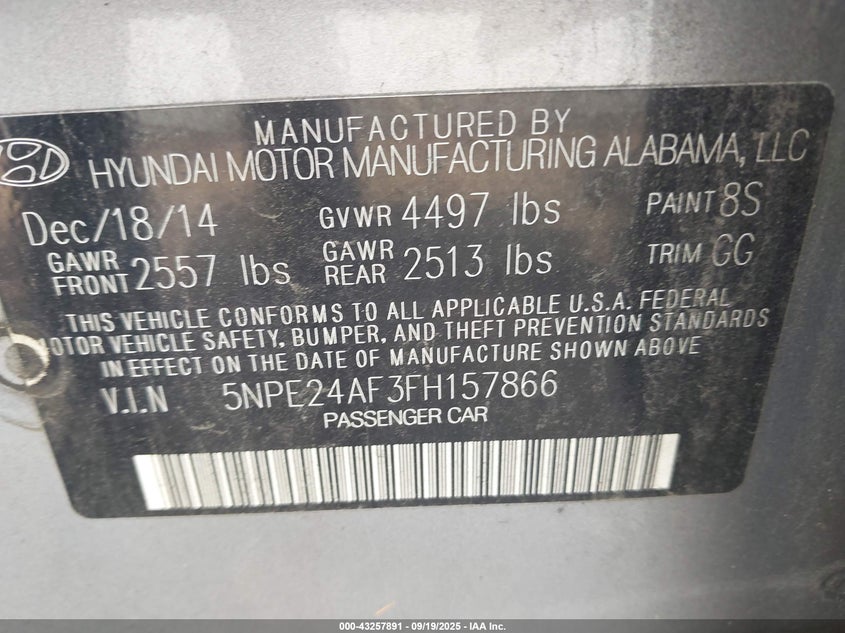 MANUFACTURED BY
HYUNDAI MOTOR MANUFACTURING ALABAMA, LLC
Dec/18/14 GVWR 4497 lbs PAINT 8S
GAWR FRONT 2557 lbs GAWR REAR 2513 lbs TRIM GG
THIS VEHICLE CONFORMS TO ALL APPLICABLE U.S.A. FEDERAL
MOTOR VEHICLE SAFETY, BUMPER, AND THEFT PREVENTION STANDARDS
IN EFFECT ON THE DATE OF MANUFACTURE SHOWN ABOVE
V.I.N 5NPE24AF3FH157866
PASSENGER CAR
000-43257891 - 09/19/2025 - IAA Inc.